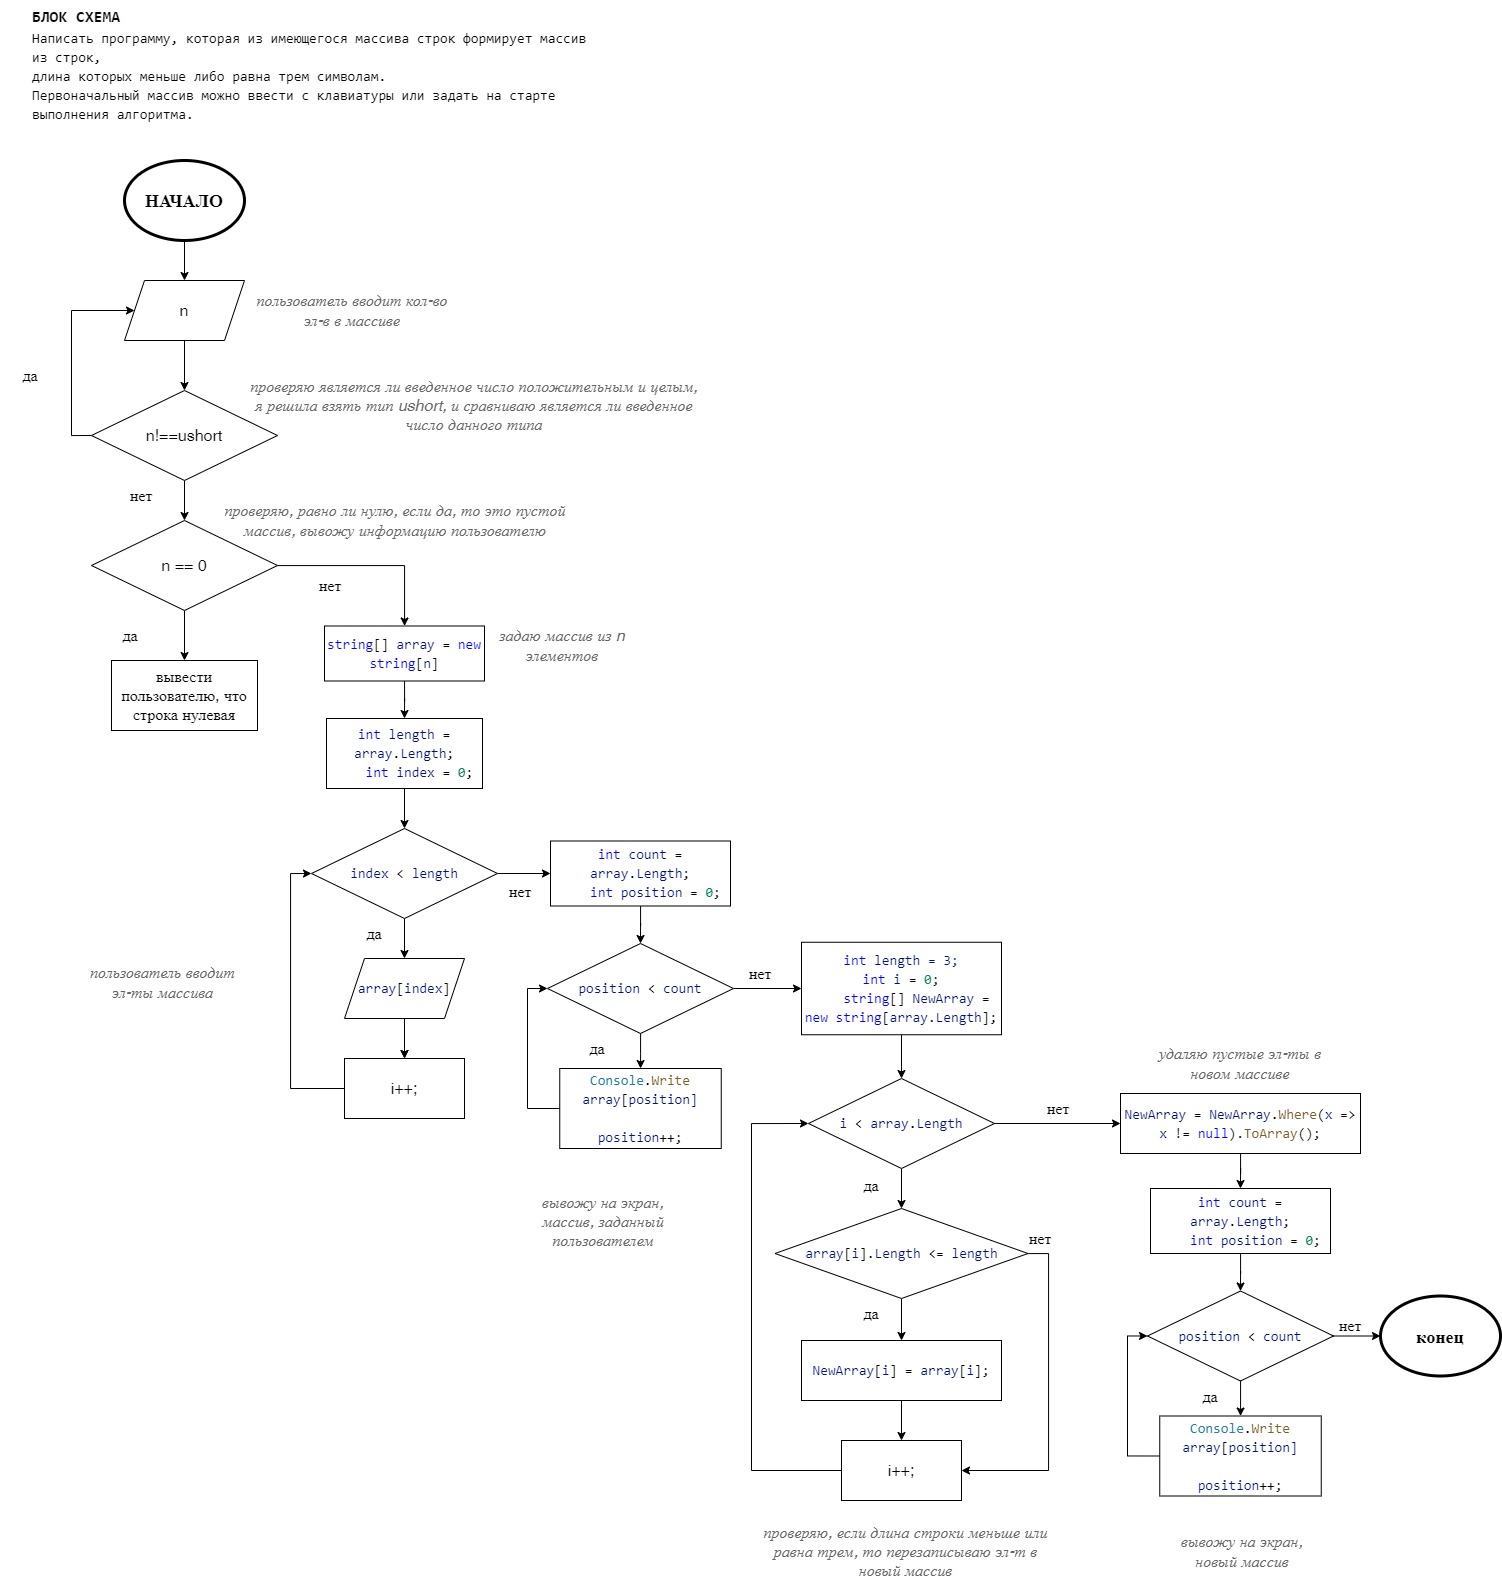 БЛОК СХЕМА
Написать программу, которая из имеющегося массива строк формирует массив
из строк,
длина которых меньше либо равна трем символам.
Первоначальный массив можно ввести с клавиатуры или задать на старте
выполнения алгоритма.
НАЧАЛО
n
пользователь вводит кол-во
эл-в в массиве
да
проверяю является ли введенное число положительным и целым,
я решила взять тип ushort, и сравниваю является ли введенное
число данного типа
n!==ushort
нет
проверяю, равно ли нулю, если да, то это пустой
массив, вывожу информацию пользователю
n == 0
нет
да
вывести
пользователю, что
строка нулевая
string[] array = new
string[n]
задаю массив из n
элементов
int length =
array.Length;
int index = 0;
index < length
нет
да
пользователь вводит
эл-ты массива
array[index]
i++;
int count =
array.Length;
int position = 0;
position < count
нет
да
Console.Write
array[position]
position++;
вывожу на экран,
массив, заданный
пользователем
int length = 3;
int i = 0;
string[] NewArray =
new string[array.Length];
i < array.Length
нет
да
array[i].Length <= length
нет
да
NewArray[i] = array[i];
i++;
проверяю, если длина строки меньше или
равна трем, то перезаписываю эл-т в
новый массив
удаляю пустые эл-ты в
новом массиве
NewArray = NewArray.Where(x =>
x != null).ToArray();
int count =
array.Length;
int position = 0;
position < count
нет
конец
да
Console.Write
array[position]
position++;
вывожу на экран,
новый массив